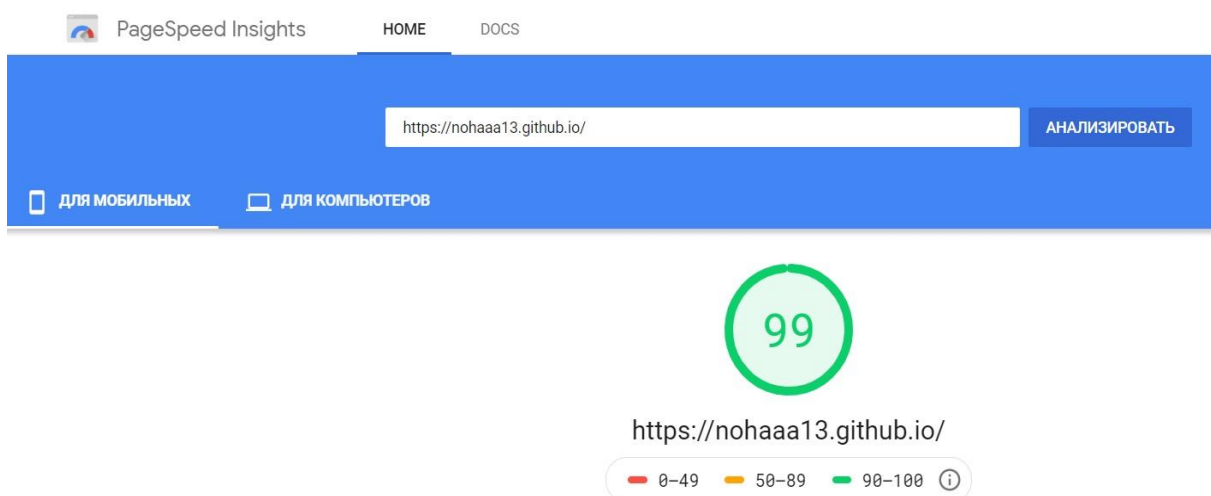 PageSpeed Insights HOME DOCS
https://nohaaa13.github.io/ АНАЛИЗИРОВАТЬ
ДЛЯ МОБИЛЬНЫХ ДЛЯ КОМПЬЮТЕРОВ
99
https://nohaaa13.github.io/
0–49 50–89 90–100